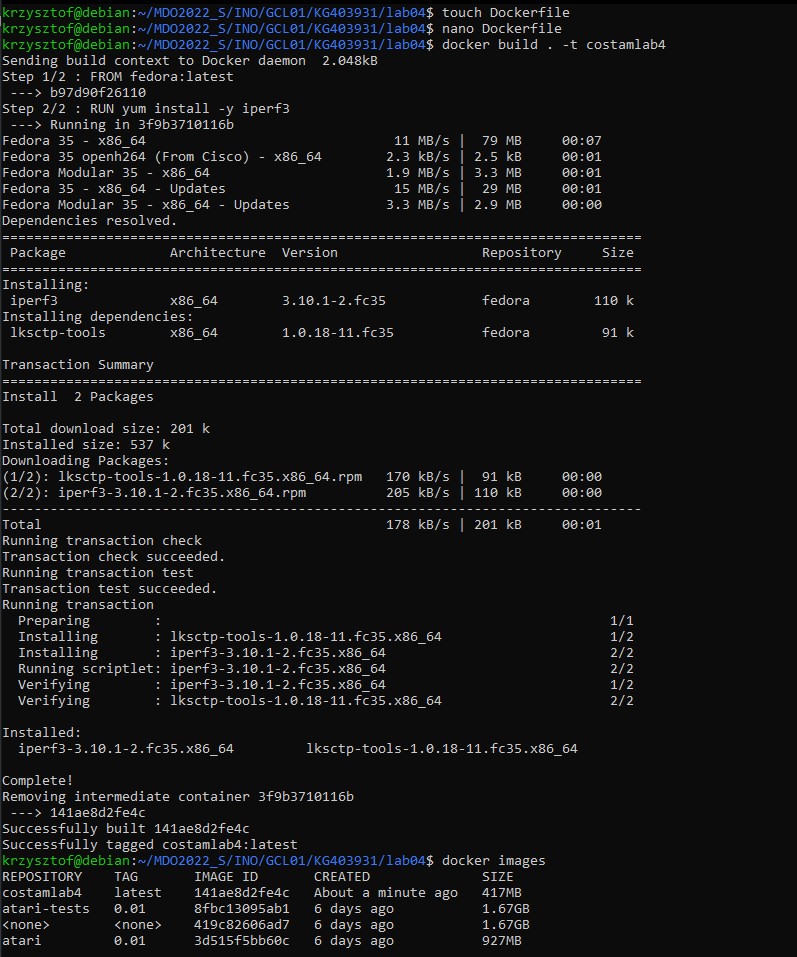 krzysztof@debian:~/MDO2022_S/INO/GCL01/KG403931/lab04$ touch Dockerfile
krzysztof@debian:~/MDO2022_S/INO/GCL01/KG403931/lab04$ nano Dockerfile
krzysztof@debian:~/MDO2022_S/INO/GCL01/KG403931/lab04$ docker build . -t costamlab4
Sending build context to Docker daemon  2.048kB
Step 1/2 : FROM fedora:latest
 ---> b97d90f26110
Step 2/2 : RUN yum install -y iperf3
 ---> Running in 3f9b3710116b
Fedora 35 - x86_64                               11 MB/s |  79 MB     00:07
Fedora 35 openh264 (From Cisco) - x86_64        2.3 kB/s | 2.5 kB     00:01
Fedora Modular 35 - x86_64                      1.9 MB/s | 3.3 MB     00:01
Fedora 35 - x86_64 - Updates                     15 MB/s |  29 MB     00:01
Fedora Modular 35 - x86_64 - Updates            3.3 MB/s | 2.9 MB     00:00
Dependencies resolved.
================================================================================
 Package             Architecture  Version                  Repository     Size
================================================================================
Installing:
 iperf3              x86_64        3.10.1-2.fc35            fedora        110 k
Installing dependencies:
 lksctp-tools        x86_64        1.0.18-11.fc35           fedora         91 k

Transaction Summary
================================================================================
Install  2 Packages

Total download size: 201 k
Installed size: 537 k
Downloading Packages:
(1/2): lksctp-tools-1.0.18-11.fc35.x86_64.rpm   170 kB/s |  91 kB     00:00
(2/2): iperf3-3.10.1-2.fc35.x86_64.rpm          205 kB/s | 110 kB     00:00
--------------------------------------------------------------------------------
Total                                           178 kB/s | 201 kB     00:01
Running transaction check
Transaction check succeeded.
Running transaction test
Transaction test succeeded.
Running transaction
  Preparing        :                                                        1/1
  Installing       : lksctp-tools-1.0.18-11.fc35.x86_64                     1/2
  Installing       : iperf3-3.10.1-2.fc35.x86_64                            2/2
  Running scriptlet: iperf3-3.10.1-2.fc35.x86_64                            2/2
  Verifying        : iperf3-3.10.1-2.fc35.x86_64                            1/2
  Verifying        : lksctp-tools-1.0.18-11.fc35.x86_64                     2/2

Installed:
  iperf3-3.10.1-2.fc35.x86_64         lksctp-tools-1.0.18-11.fc35.x86_64

Complete!
Removing intermediate container 3f9b3710116b
 ---> 141ae8d2fe4c
Successfully built 141ae8d2fe4c
Successfully tagged costamlab4:latest
krzysztof@debian:~/MDO2022_S/INO/GCL01/KG403931/lab04$ docker images
REPOSITORY    TAG       IMAGE ID       CREATED              SIZE
costamlab4    latest    141ae8d2fe4c   About a minute ago   417MB
atari-tests   0.01      8fbc13095ab1   6 days ago           1.67GB
<none>        <none>    419c82606ad7   6 days ago           1.67GB
atari         0.01      3d515f5bb60c   6 days ago           927MB